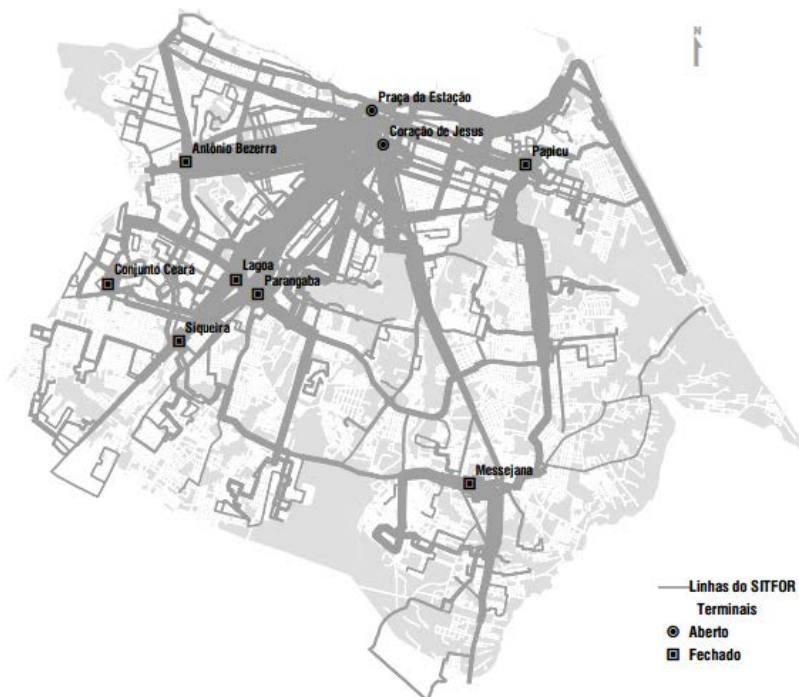 N
Praça da Estação
Coração de Jesus
Antônio Bezerra
Papicu
Conjunto Ceará
Lagoa
Parangaba
Siqueira
Messejana
Linhas do SITFOR
Terminais
Aberto
Fechado